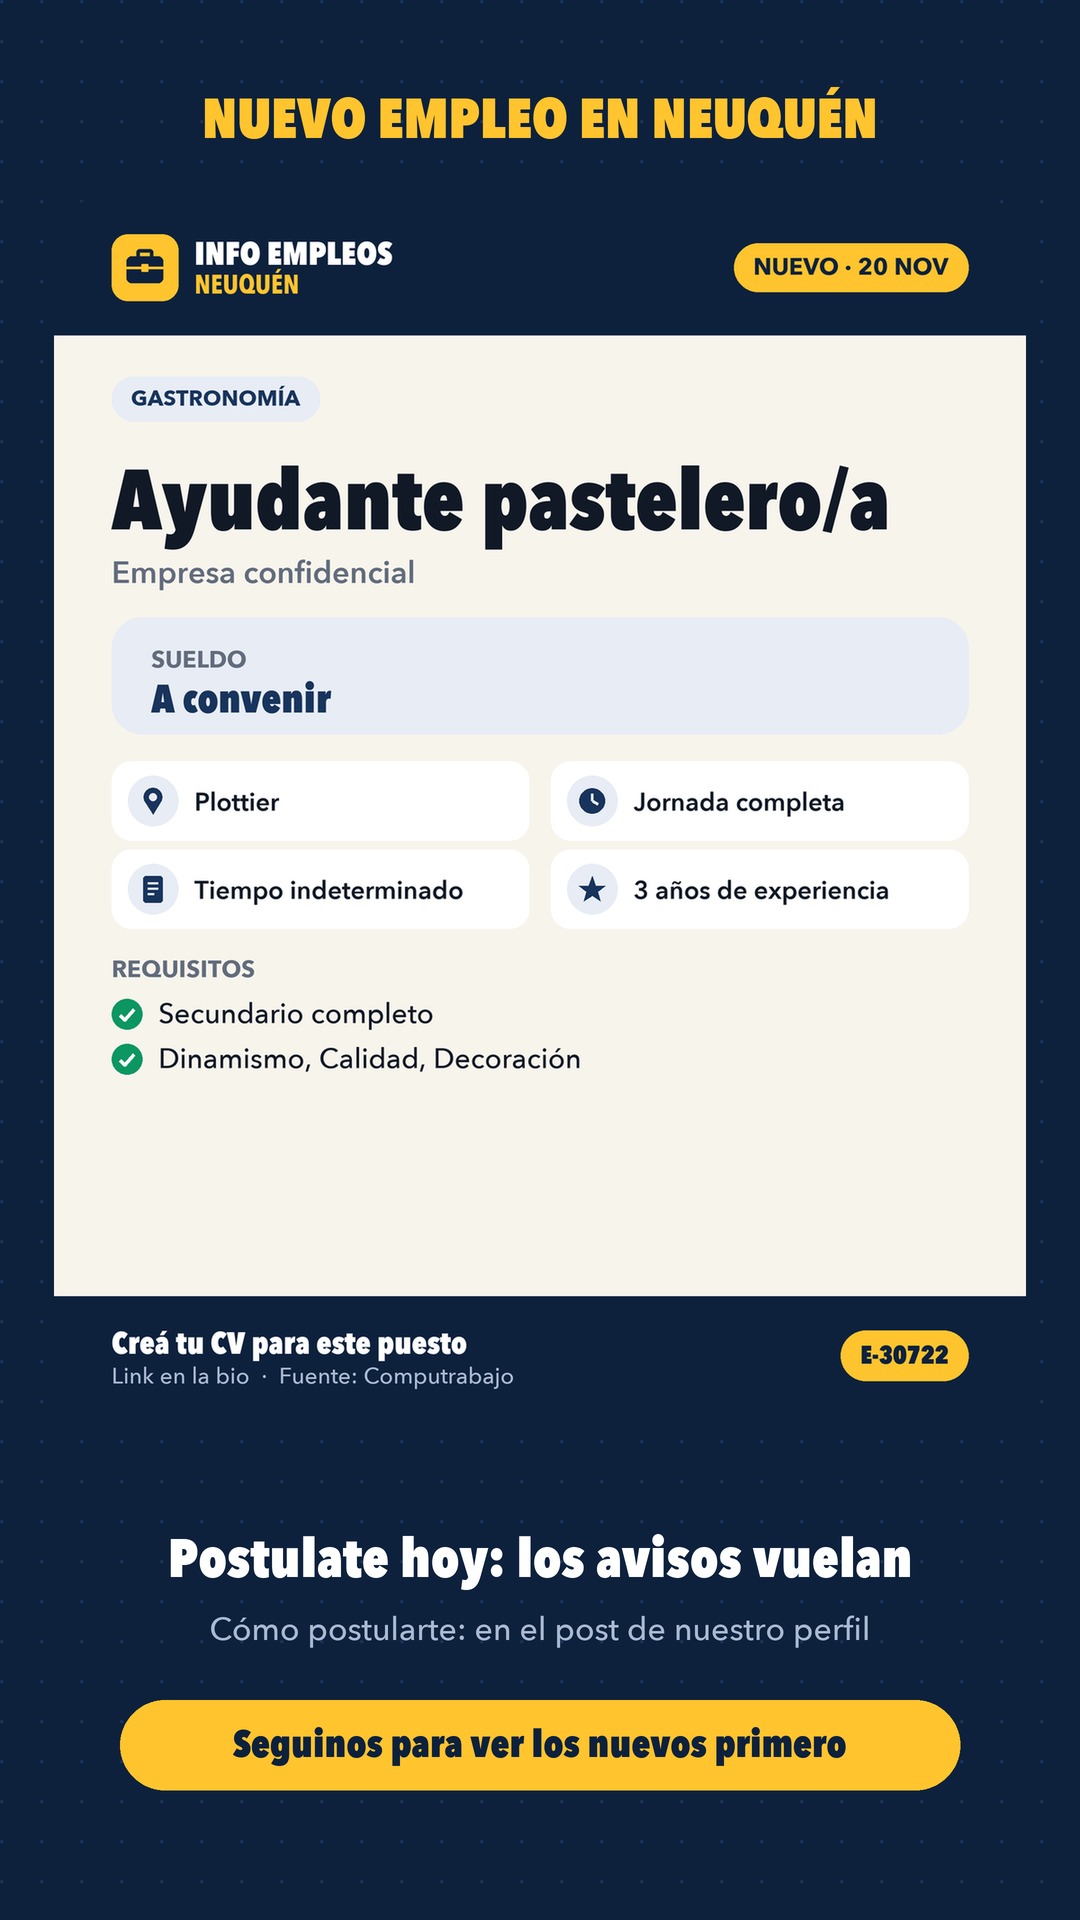 NUEVO EMPLEO EN NEUQUÉN
INFO EMPLEOS
NEUQUÉN
NUEVO · 20 NOV
GASTRONOMÍA
Ayudante pastelero/a
Empresa confidencial
SUELDO
A convenir
Plottier
Jornada completa
Tiempo indeterminado
3 años de experiencia
REQUISITOS
Secundario completo
Dinamismo, Calidad, Decoración
Creá tu CV para este puesto
Link en la bio · Fuente: Computrabajo
E-30722
Postulate hoy: los avisos vuelan
Cómo postularte: en el post de nuestro perfil
Seguinos para ver los nuevos primero